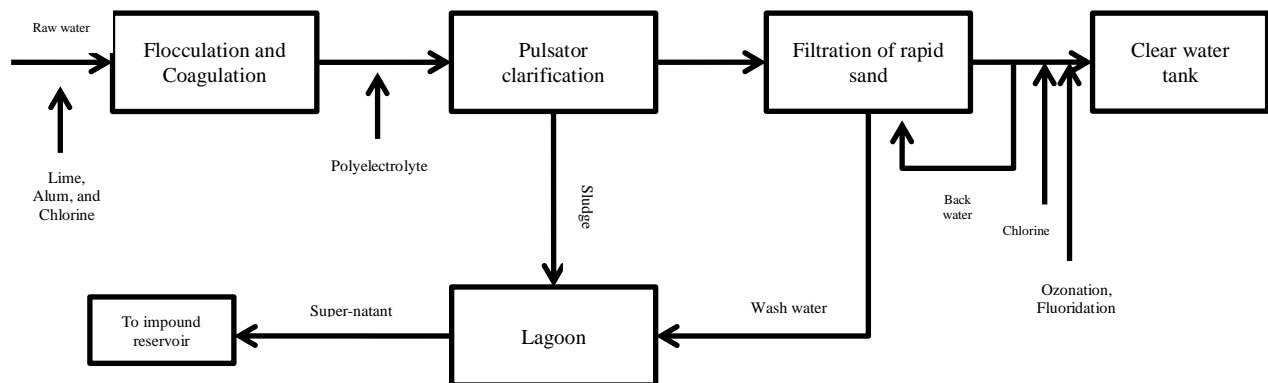 Raw water
Flocculation and
Coagulation
Pulsator
clarification
Filtration of rapid
sand
Clear water
tank
Lime,
Alum, and
Chlorine
Polyelectrolyte
Sludge
Back
water
Chlorine
Ozonation,
Fluoridation
To impound
reservoir
Super-natant
Lagoon
Wash water